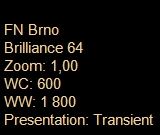 FN Brno
Brilliance 64
Zoom: 1,00
WC: 600
WW: 1 800
Presentation: Transient